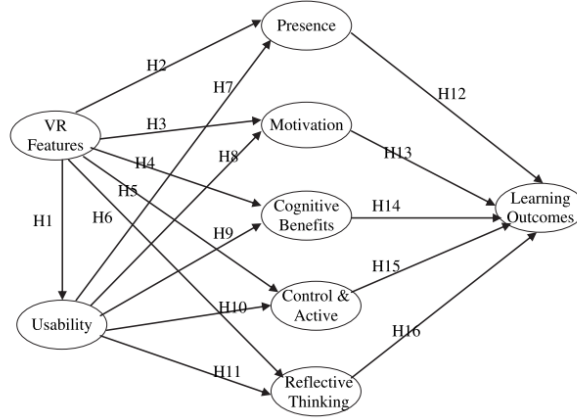 Presence
H2
H7
H12
VR
Features
H3
Motivation
H8
H13
H4
H5
Cognitive
Benefits
H14
Learning
Outcomes
H1
H6
H9
H15
Usability
H10
Control &
Active
H16
H11
Reflective
Thinking